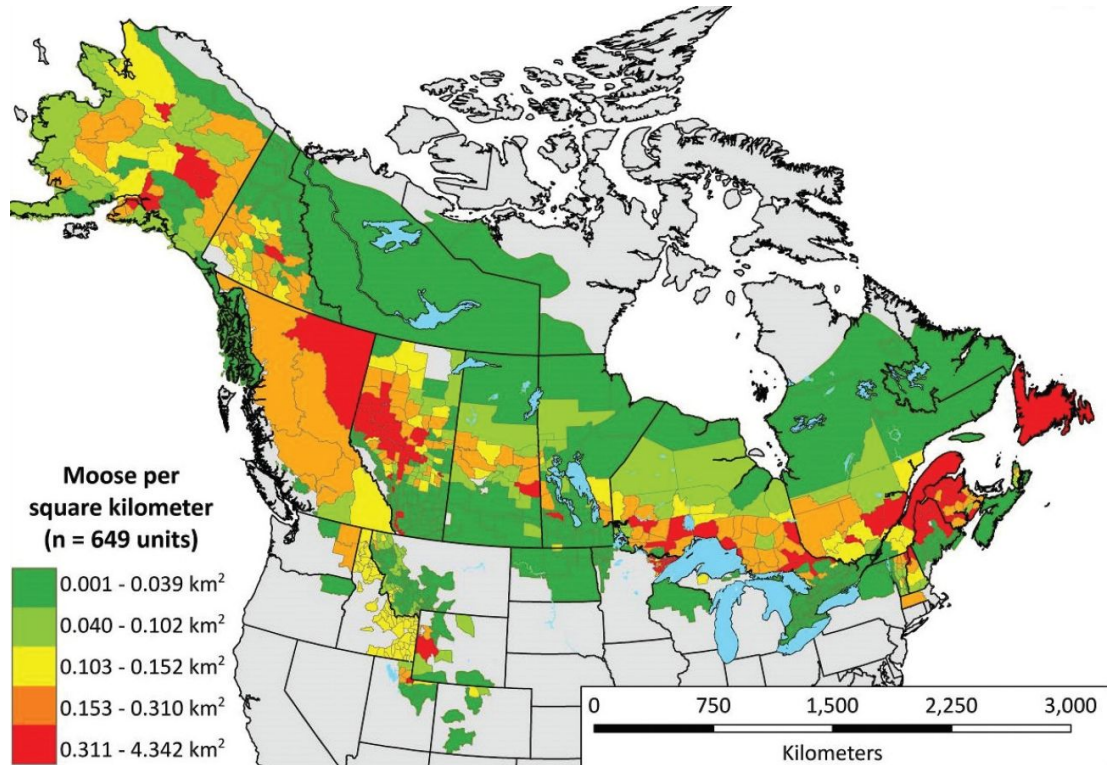 Moose per
square kilometer
(n = 649 units)
0.001 - 0.039 km²
0.040 - 0.102 km²
0.103 - 0.152 km²
0.153 - 0.310 km²
0.311 - 4.342 km²
0 750 1,500 2,250 3,000
Kilometers